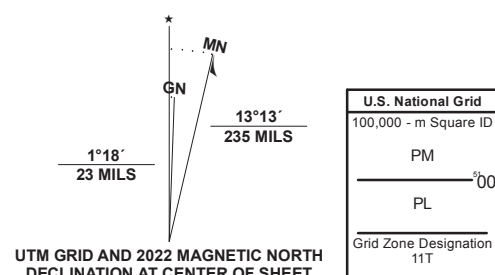 ★
MN
GN
13°13´
235 MILS
1°18´
23 MILS
UTM GRID AND 2022 MAGNETIC NORTH
DECLINATION AT CENTER OF SHEET
U.S. National Grid
100,000 - m Square ID
PM
5100
PL
Grid Zone Designation
11T